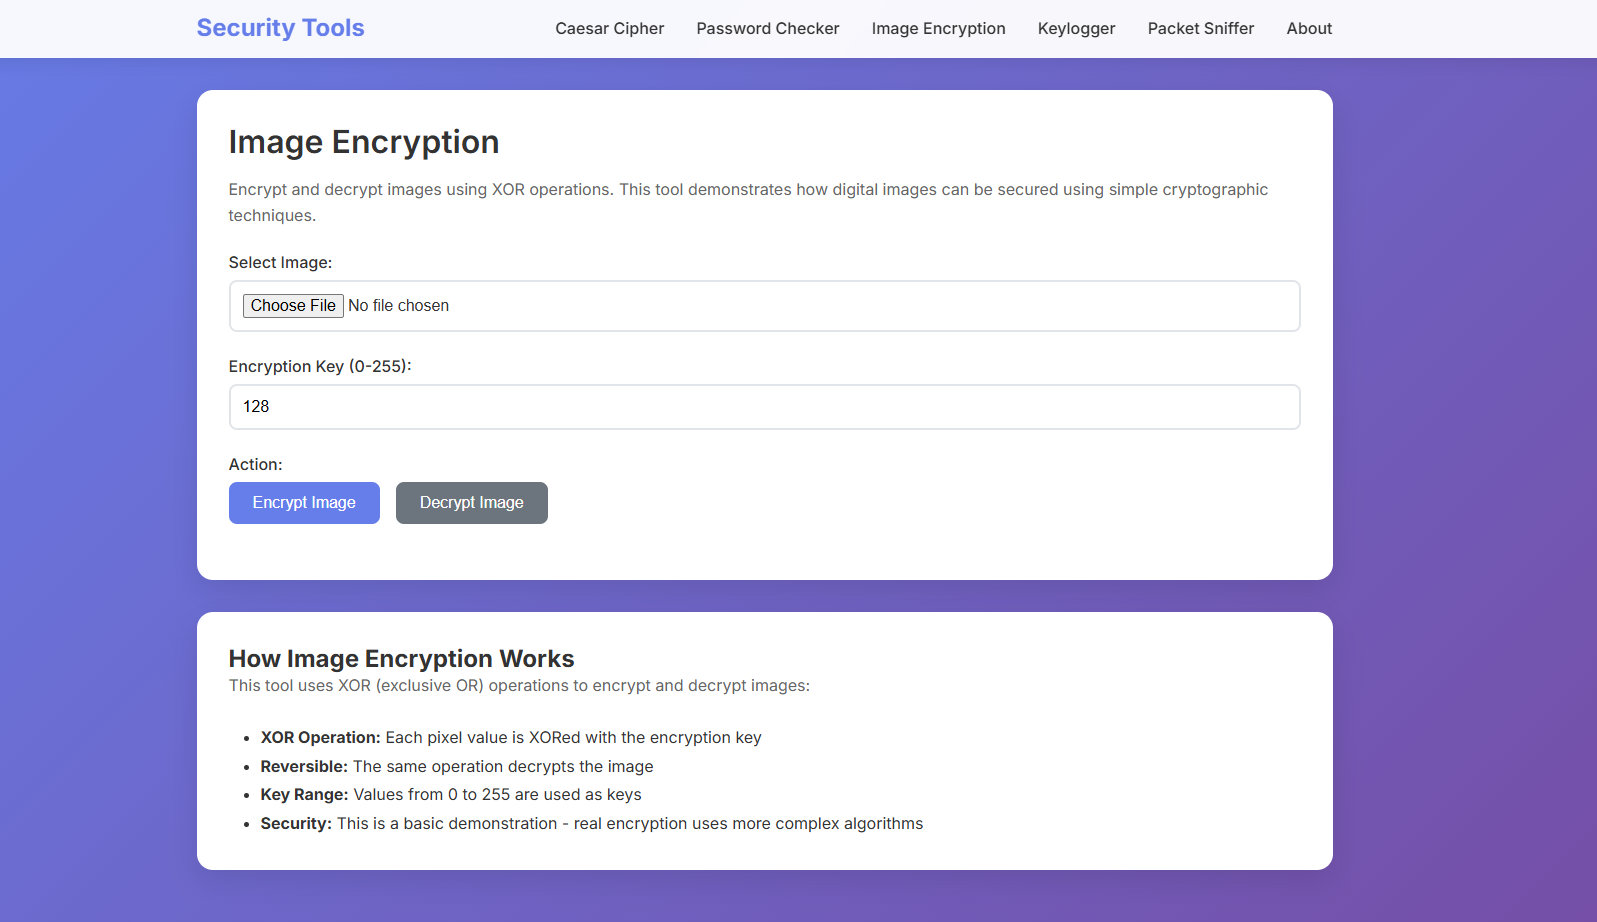 Security Tools
Caesar Cipher
Password Checker
Image Encryption
Keylogger
Packet Sniffer
About
Image Encryption
Encrypt and decrypt images using XOR operations. This tool demonstrates how digital images can be secured using simple cryptographic
techniques.
Select Image:
Choose File No file chosen
Encryption Key (0-255):
128
Action:
Encrypt Image
Decrypt Image
How Image Encryption Works
This tool uses XOR (exclusive OR) operations to encrypt and decrypt images:
• XOR Operation: Each pixel value is XORed with the encryption key
• Reversible: The same operation decrypts the image
• Key Range: Values from 0 to 255 are used as keys
• Security: This is a basic demonstration - real encryption uses more complex algorithms